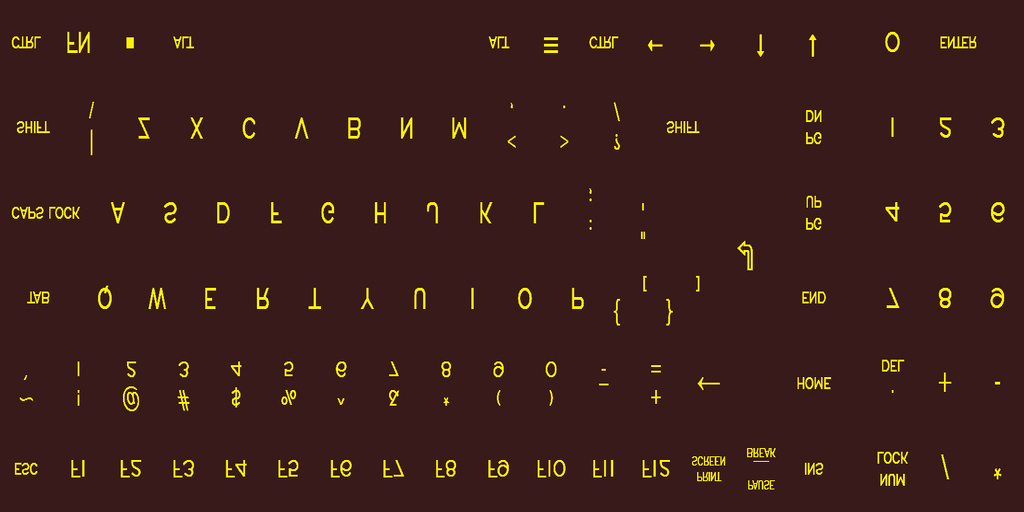 ESC F1 F2 F3 F4 F5 F6 F7 F8 F9 F10 F11 F12 PRINT SCREEN PAUSE BREAK INS NUM LOCK / *
~ ! @ # $ % ^ & * ( ) _ +
` 1 2 3 4 5 6 7 8 9 0 - = ← HOME . DEL + -
TAB Q W E R T Y U I O P { } [ ] END 7 8 9
CAPS LOCK A S D F G H J K L : ; " ' PG UP 4 5 6
SHIFT | \ Z X C V B N M < , > . ? / SHIFT PG DN 1 2 3
CTRL FN ALT ALT CTRL ← → ↑ ↓ 0 ENTER